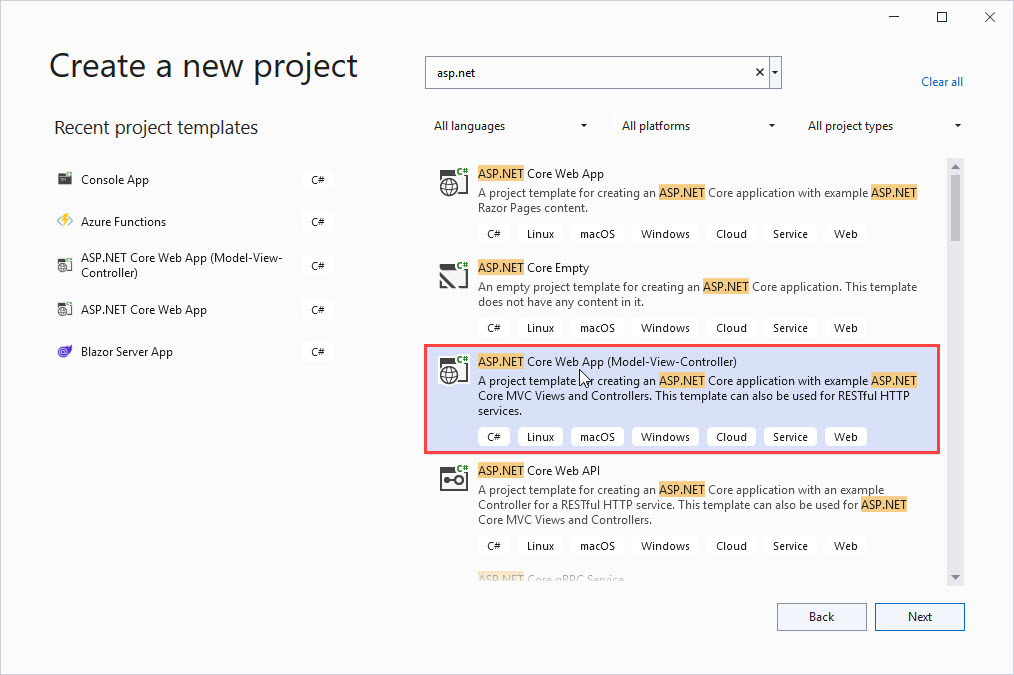 Create a new project
asp.net
Clear all
Recent project templates
All languages
All platforms
All project types
Console App
C#
Azure Functions
C#
ASP.NET Core Web App (Model-View-
Controller)
C#
ASP.NET Core Web App
C#
Blazor Server App
C#
ASP.NET Core Web App
A project template for creating an ASP.NET Core application with example ASP.NET
Razor Pages content.
C# Linux macOS Windows Cloud Service Web
ASP.NET Core Empty
An empty project template for creating an ASP.NET Core application. This template
does not have any content in it.
C# Linux macOS Windows Cloud Service Web
ASP.NET Core Web App (Model-View-Controller)
A project template for creating an ASP.NET Core application with example ASP.NET
Core MVC Views and Controllers. This template can also be used for RESTful HTTP
services.
C# Linux macOS Windows Cloud Service Web
ASP.NET Core Web API
A project template for creating an ASP.NET Core application with an example
Controller for a RESTful HTTP service. This template can also be used for ASP.NET
Core MVC Views and Controllers.
C# Linux macOS Windows Cloud Service Web
ASP.NET Core gRPC Service
Back
Next